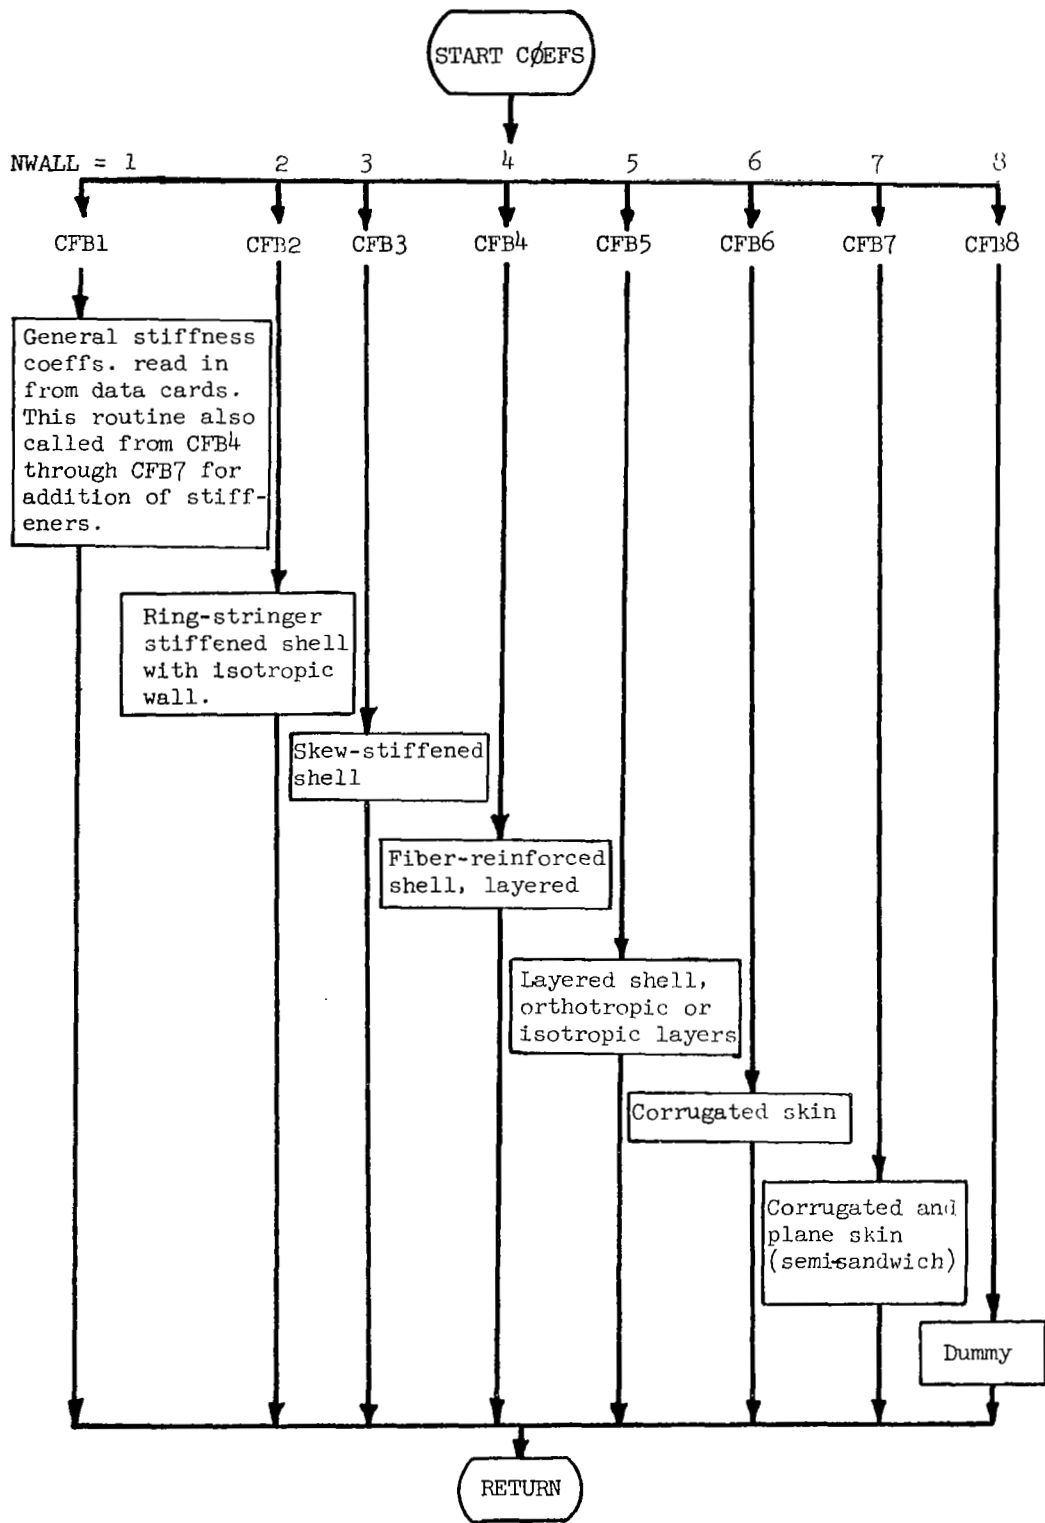 START CØEFS
NWALL = 1 2 3 4 5 6 7 8
CFB1 CFB2 CFB3 CFB4 CFB5 CFB6 CFB7 CFB8
General stiffness
coeffs. read in
from data cards.
This routine also
called from CFB4
through CFB7 for
addition of stiff-
eners.
Ring-stringer
stiffened shell
with isotropic
wall.
Skew-stiffened
shell
Fiber-reinforced
shell, layered
Layered shell,
orthotropic or
isotropic layers
Corrugated skin
Corrugated and
plane skin
(semi-sandwich)
Dummy
RETURN